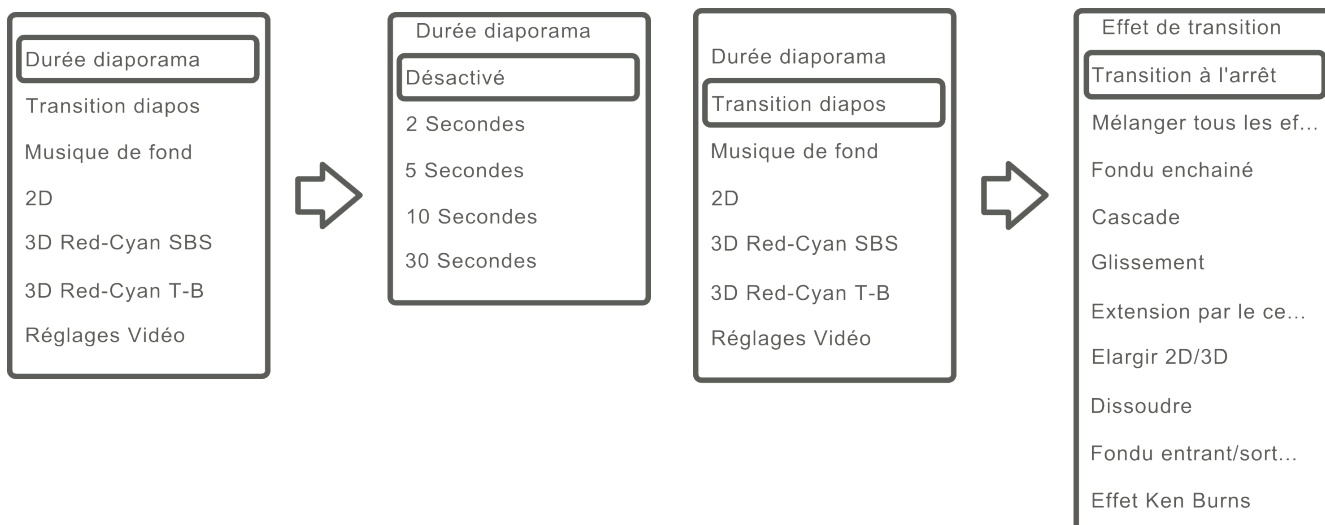 Durée diaporama
Transition diapos
Musique de fond
2D
3D Red-Cyan SBS
3D Red-Cyan T-B
Réglages Vidéo
Durée diaporama
Désactivé
2 Secondes
5 Secondes
10 Secondes
30 Secondes
Durée diaporama
Transition diapos
Musique de fond
2D
3D Red-Cyan SBS
3D Red-Cyan T-B
Réglages Vidéo
Effet de transition
Transition à l'arrêt
Mélanger tous les ef...
Fondu enchainé
Cascade
Glissement
Extension par le ce...
Elargir 2D/3D
Dissoudre
Fondu entrant/sort...
Effet Ken Burns